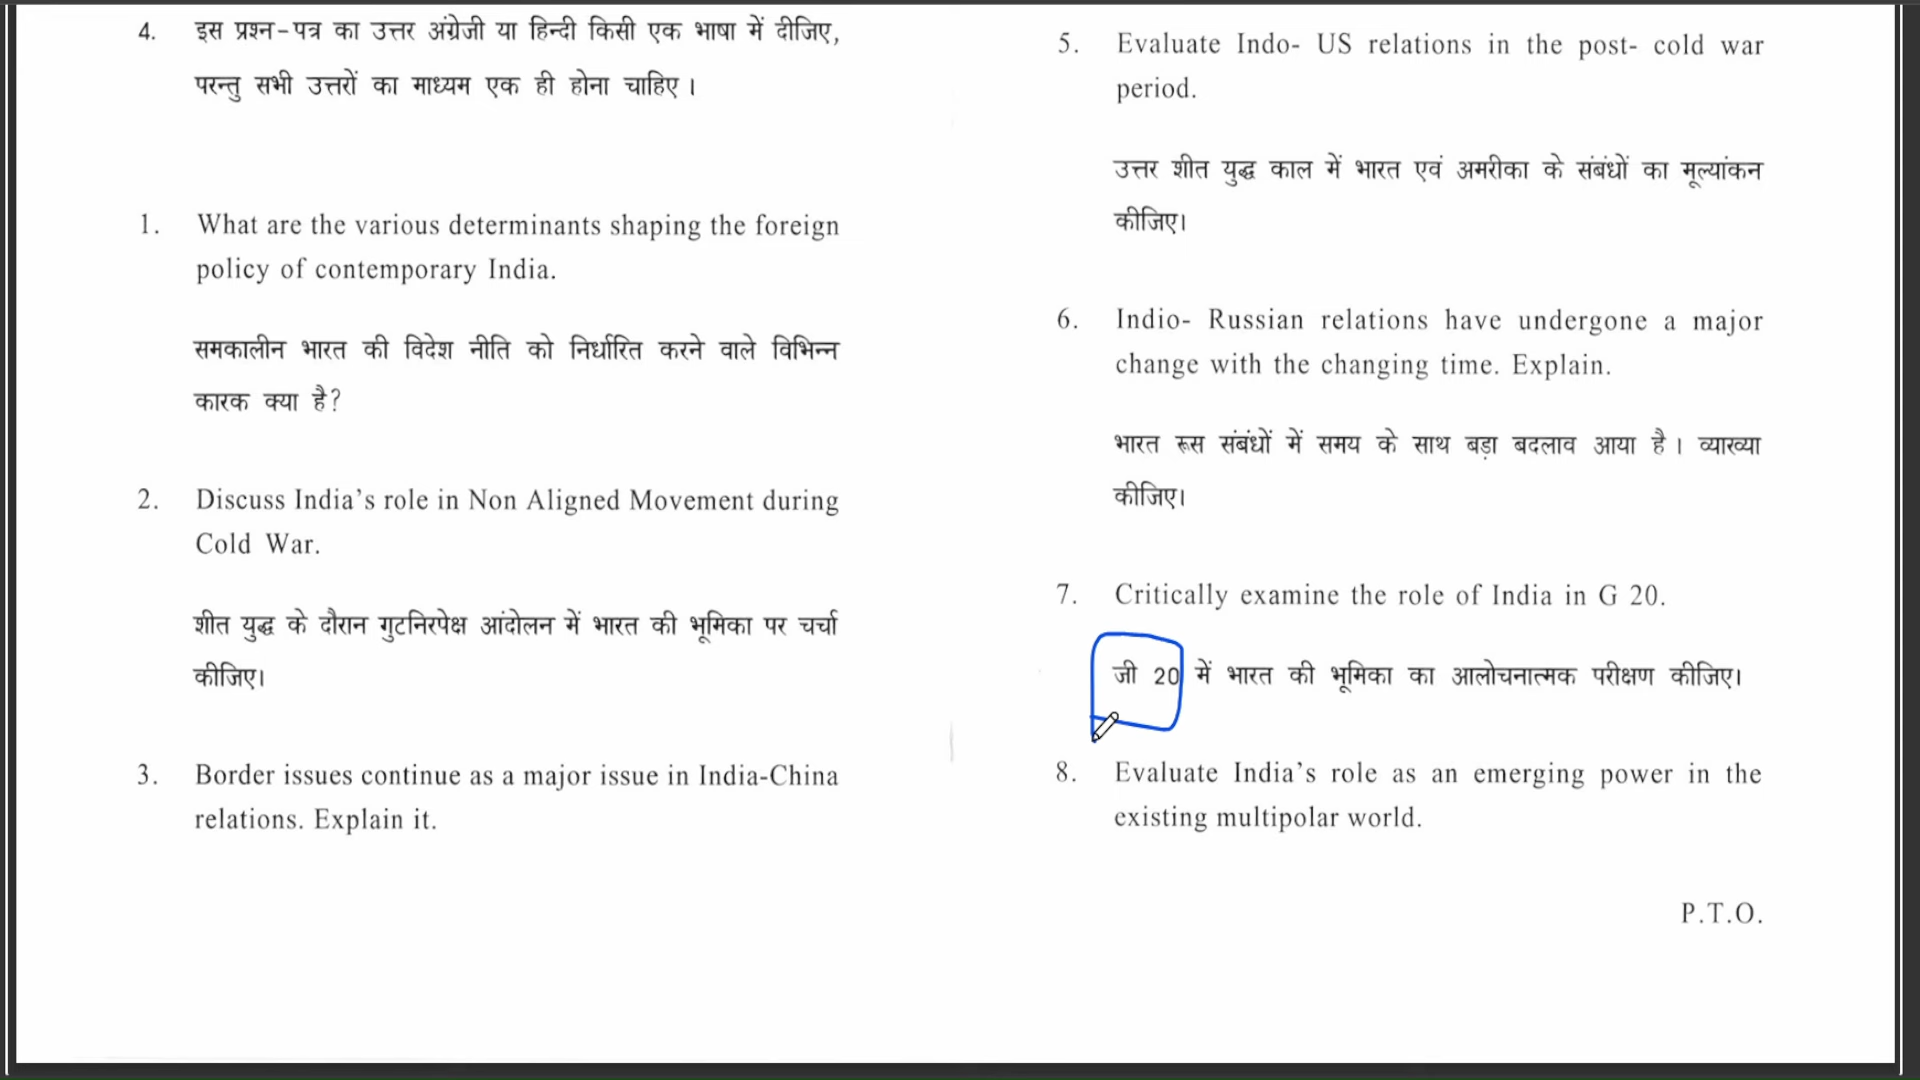 4. इस प्रश्न-पत्र का उत्तर अंग्रेजी या हिन्दी किसी एक भाषा में दीजिए,
परन्तु सभी उत्तरों का माध्यम एक ही होना चाहिए।
1. What are the various determinants shaping the foreign
policy of contemporary India.
समकालीन भारत की विदेश नीति को निर्धारित करने वाले विभिन्न
कारक क्या है?
2. Discuss India’s role in Non Aligned Movement during
Cold War.
शीत युद्ध के दौरान गुटनिरपेक्ष आंदोलन में भारत की भूमिका पर चर्चा
कीजिए।
3. Border issues continue as a major issue in India-China
relations. Explain it.
5. Evaluate Indo- US relations in the post- cold war
period.
उत्तर शीत युद्ध काल में भारत एवं अमरीका के संबंधों का मूल्यांकन
कीजिए।
6. Indio- Russian relations have undergone a major
change with the changing time. Explain.
भारत रूस संबंधों में समय के साथ बड़ा बदलाव आया है। व्याख्या
कीजिए।
7. Critically examine the role of India in G 20.
जी 20 में भारत की भूमिका का आलोचनात्मक परीक्षण कीजिए।
8. Evaluate India’s role as an emerging power in the
existing multipolar world.
P.T.O.